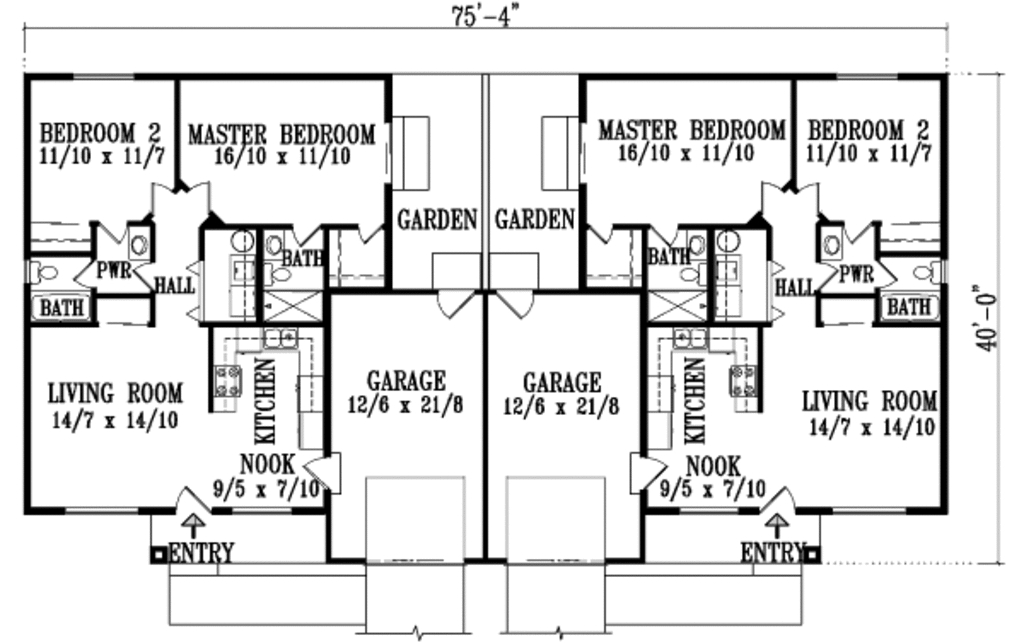 75'-4"
BEDROOM 2
11/10 x 11/7
MASTER BEDROOM
16/10 x 11/10
MASTER BEDROOM
16/10 x 11/10
BEDROOM 2
11/10 x 11/7
GARDEN
GARDEN
BATH
BATH
PWR
HALL
BATH
PWR
HALL
BATH
40'-0"
LIVING ROOM
14/7 x 14/10
KITCHEN
GARAGE
12/6 x 21/8
GARAGE
12/6 x 21/8
KITCHEN
LIVING ROOM
14/7 x 14/10
NOOK
9/5 x 7/10
NOOK
9/5 x 7/10
ENTRY
ENTRY